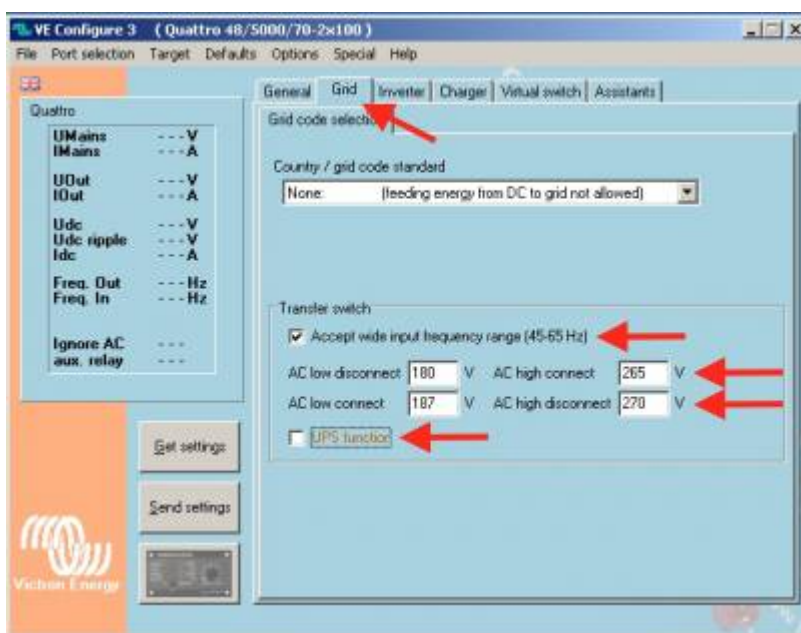 VE Configure 3 ( Quattro 48/5000/70-2x100 )
File Port selection Target Defaults Options Special Help
General Grid Inverter Charger Virtual switch Assistants
Quattro
UMains - - - V
IMains - - - A
UOut - - - V
IOut - - - A
Udc - - - V
Udc ripple - - - V
Idc - - - A
Freq. Out - - - Hz
Freq. In - - - Hz
Ignore AC - - -
aux. relay - - -
Get settings
Send settings
Victron Energy
Grid code selection
Country / grid code standard
None: (feeding energy from DC to grid not allowed)
Transfer switch
Accept wide input frequency range (45-65 Hz)
AC low disconnect 180 V AC high connect 265 V
AC low connect 187 V AC high disconnect 270 V
UPS function